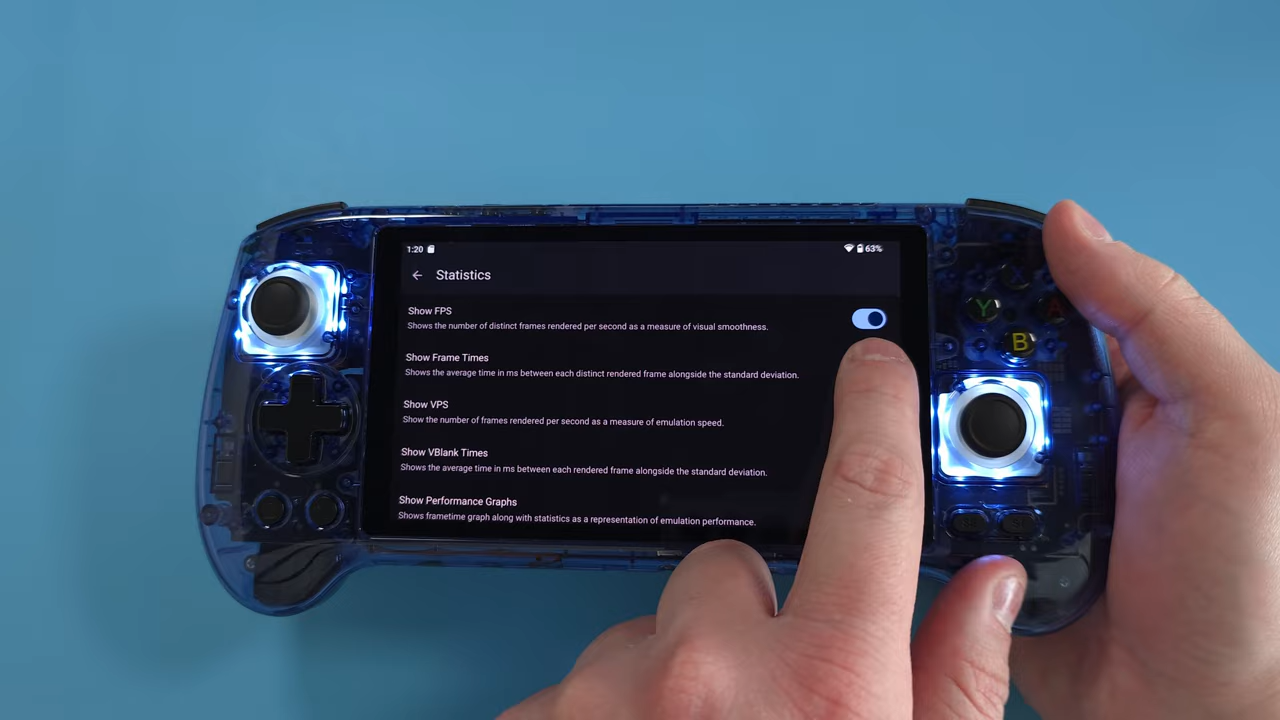 1:20 63%
Statistics
Show FPS
Shows the number of distinct frames rendered per second as a measure of visual smoothness.
Show Frame Times
Shows the average time in ms between each distinct rendered frame alongside the standard deviation.
Show VPS
Show the number of frames rendered per second as a measure of emulation speed.
Show VBlank Times
Shows the average time in ms between each rendered frame alongside the standard deviation.
Show Performance Graphs
Shows frametime graph along with statistics as a representation of emulation performance.
X
Y
A
B